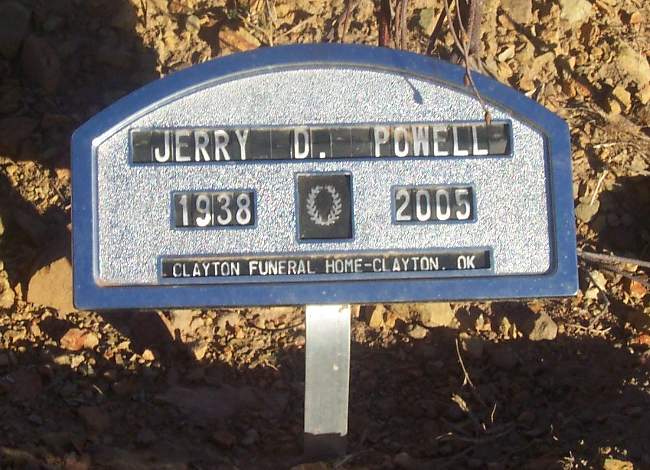 JERRY D. POWELL
1938 2005
CLAYTON FUNERAL HOME-CLAYTON, OK